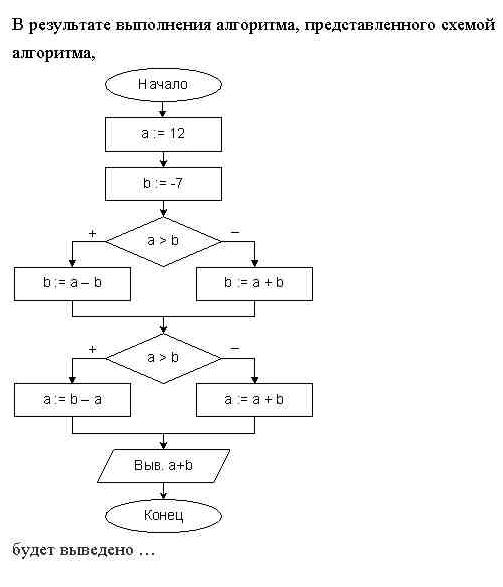 В результате выполнения алгоритма, представленного схемой
алгоритма,
Начало
a := 12
b := -7
a > b
+
–
b := a – b
b := a + b
a > b
+
–
a := b – a
a := a + b
Выв. a+b
Конец
будет выведено …